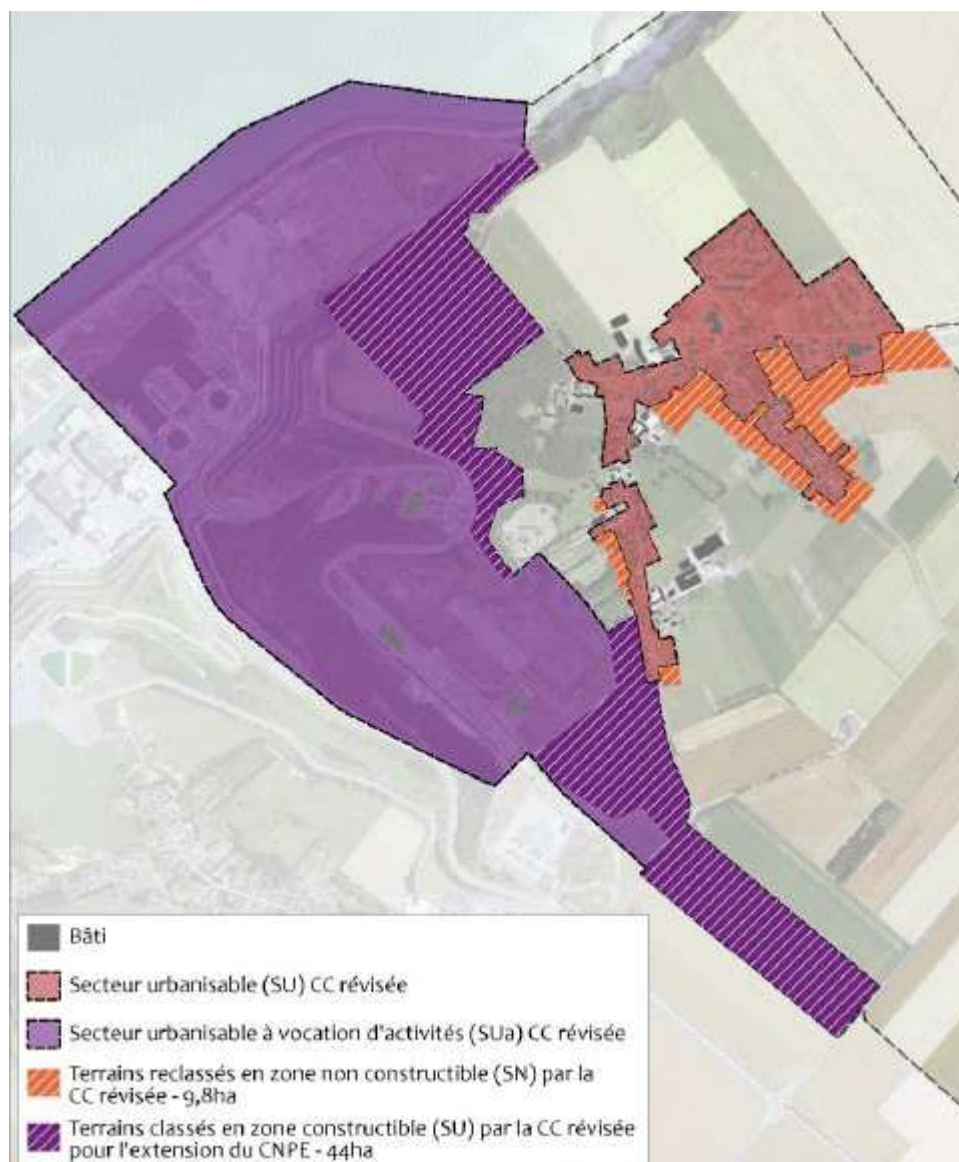 Bâti
Secteur urbanisable (SU) CC révisée
Secteur urbanisable à vocation d'activités (SUa) CC révisée
Terrains reclassés en zone non constructible (SN) par la
CC révisée - 9,8ha
Terrains classés en zone constructible (SU) par la CC révisée
pour l'extension du CNPE - 44ha